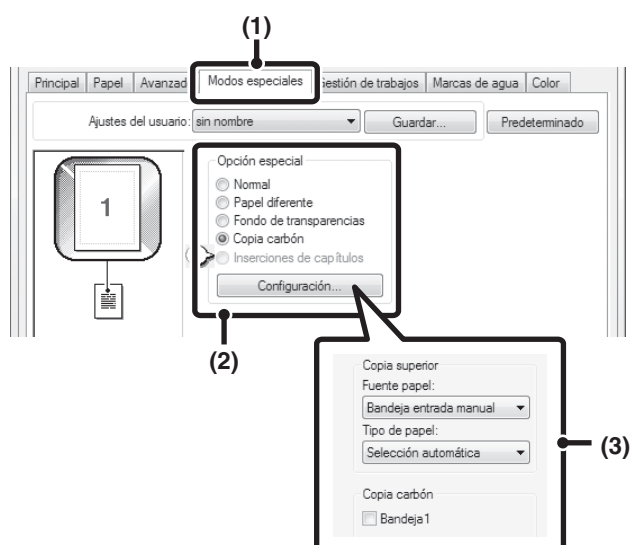 (1)
Principal Papel Avanzad Modos especiales estión de trabajos Marcas de agua Color
Ajustes del usuario: sin nombre Guardar... Predeterminado
1
Opción especial
Normal
Papel diferente
Fondo de transparencias
Copia carbón
Inserciones de capítulos
Configuración...
(2)
Copia superior
Fuente papel:
Bandeja entrada manual
Tipo de papel:
Selección automática
(3)
Copia carbón
Bandeja1